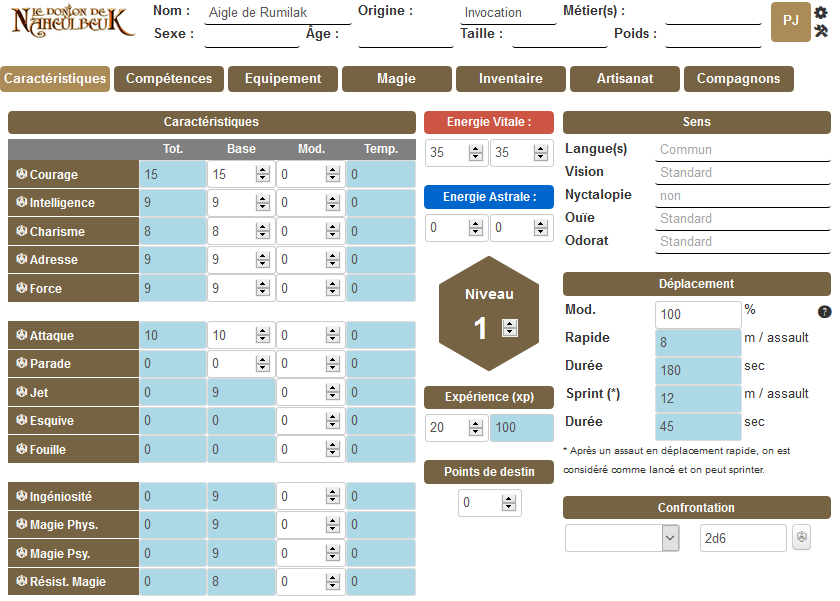 LE DONJON DE
NAHEULBEUK
Nom : Aigle de Rumilak Origine : Invocation Métier(s) :
Sexe : Âge : Taille : Poids :
PJ
Caractéristiques Compétences Equipement Magie Inventaire Artisanat Compagnons
Caractéristiques
Tot. Base Mod. Temp.
Courage 15 15 0 0
Intelligence 9 9 0 0
Charisme 8 8 0 0
Adresse 9 9 0 0
Force 9 9 0 0
Attaque 10 10 0 0
Parade 0 0 0 0
Jet 0 9 0 0
Esquive 0 0 0 0
Fouille 0 0 0 0
Ingéniosité 0 9 0 0
Magie Phys. 0 9 0 0
Magie Psy. 0 9 0 0
Résist. Magie 0 8 0 0
Energie Vitale :
35 35
Energie Astrale :
0 0
Niveau
1
Expérience (xp)
20 100
Points de destin
0
Sens
Langue(s) Commun
Vision Standard
Nyctalopie non
Ouïe Standard
Odorat Standard
Déplacement
Mod. 100 % ?
Rapide 8 m / assault
Durée 180 sec
Sprint (*) 12 m / assault
Durée 45 sec
* Après un assaut en déplacement rapide, on est
considéré comme lancé et on peut sprinter.
Confrontation
2d6